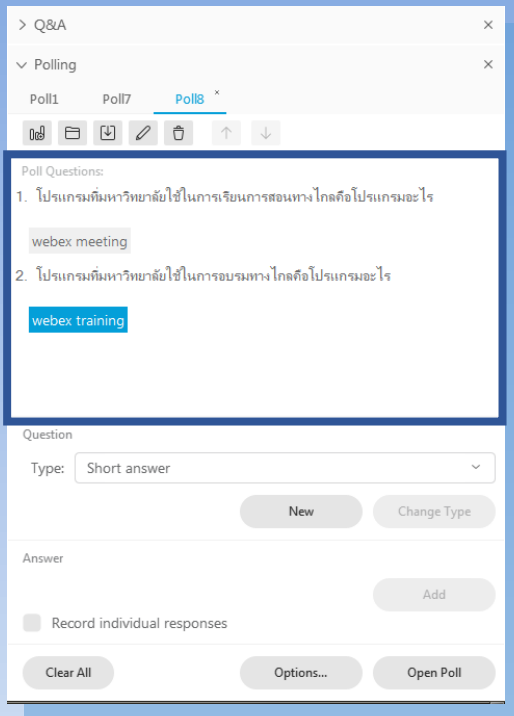 Q&A
Polling
Poll1 Poll7 Poll8
Poll Questions:
1. โปรแกรมที่มหาวิทยาลัยใช้ในการเรียนการสอนทางไกลคือโปรแกรมอะไร
webex meeting
2. โปรแกรมที่มหาวิทยาลัยใช้ในการอบรมทางไกลคือโปรแกรมอะไร
webex training
Question
Type: Short answer
New Change Type
Answer
Add
Record individual responses
Clear All Options... Open Poll